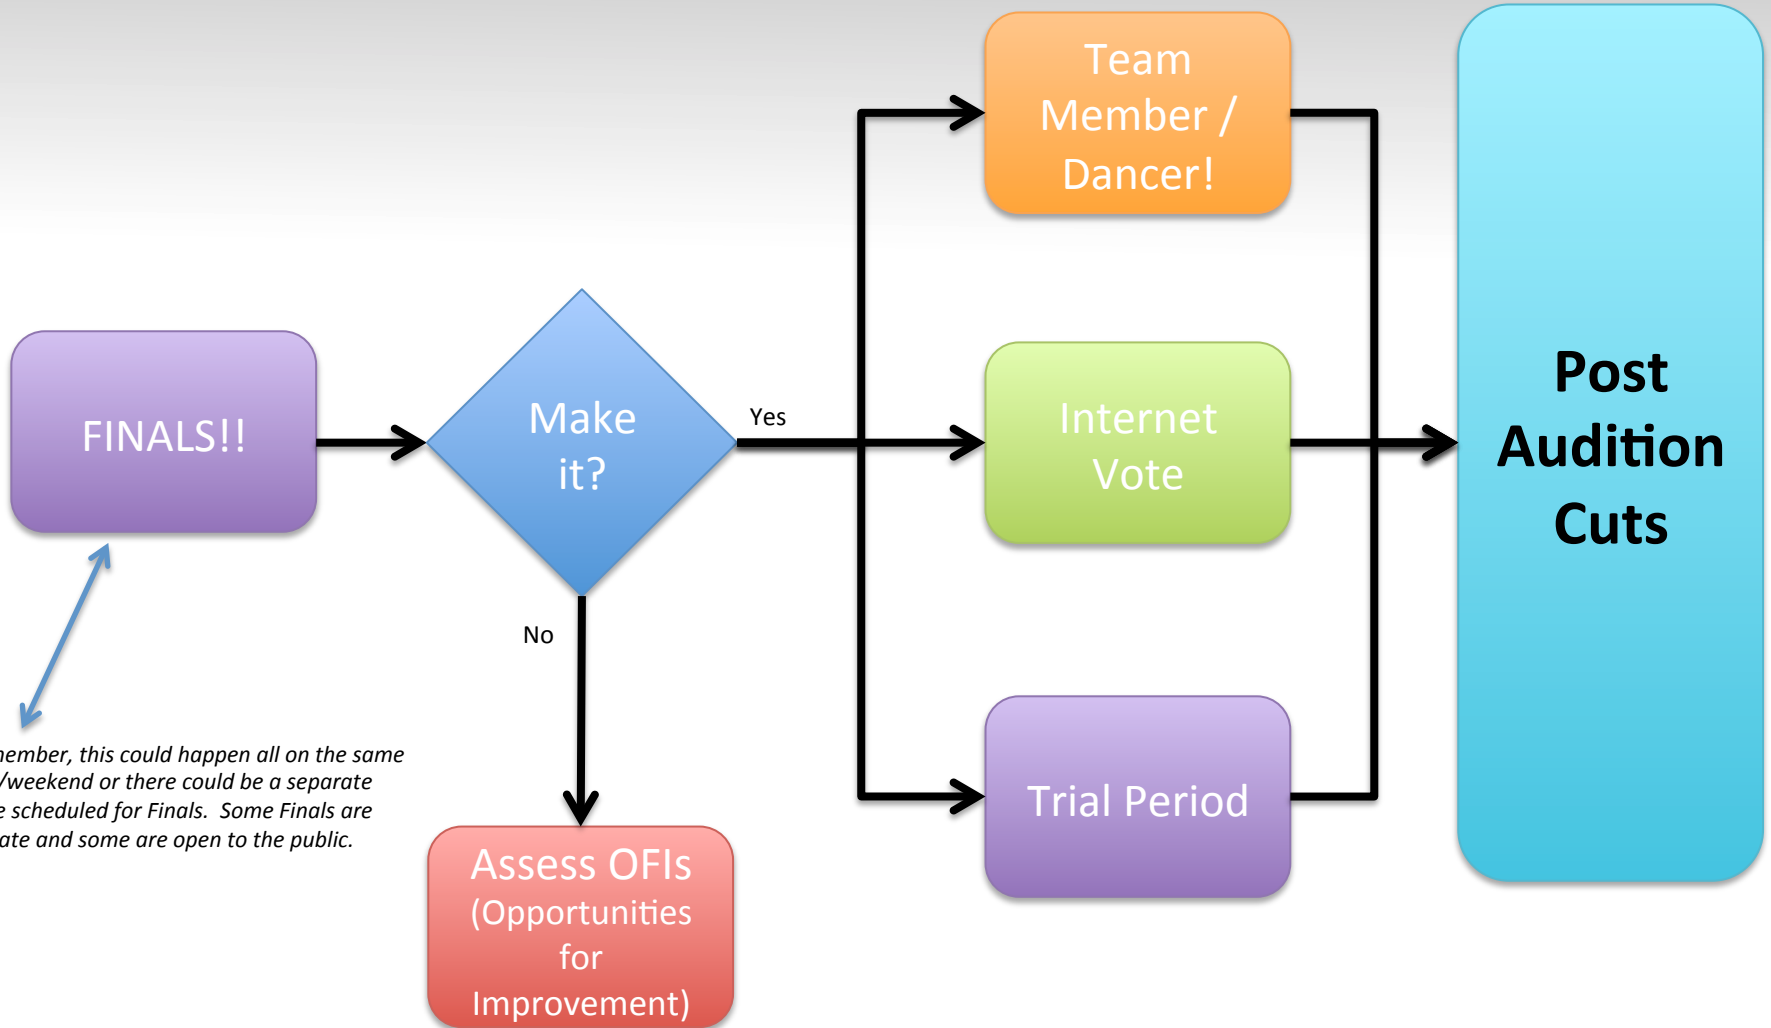 Team
Member /
Dancer!
FINALS!!
Make
it?
Yes
Internet
Vote
Post
Audition
Cuts
No
this could happen all on the same
/weekend or there could be a separate
scheduled for Finals. Some Finals are
and some are open to the public.
Trial Period
Assess OFIs
(Opportunities
for
Improvement)